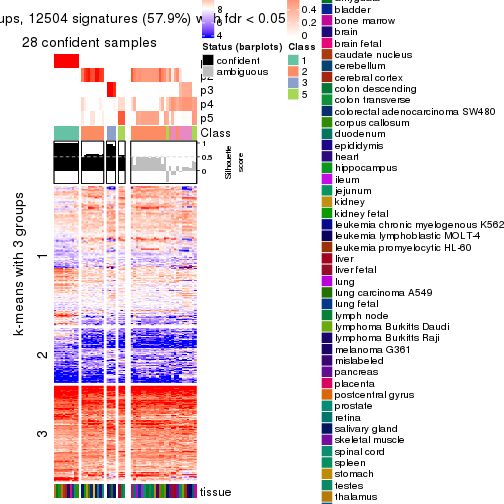 ups, 12504 signatures (57.9%) with fdr < 0.05
28 confident samples
p3
p4
p5
Class
1
0.5
0
Silhouette
score
k-means with 3 groups
1
2
3
tissue
8
6
4
Status (barplots)
confident
ambiguous
0.4
0.2
0
Class
1
2
3
5
bladder
bone marrow
brain
brain fetal
caudate nucleus
cerebellum
cerebral cortex
colon descending
colon transverse
colorectal adenocarcinoma SW480
corpus callosum
duodenum
epididymis
heart
hippocampus
ileum
jejunum
kidney
kidney fetal
leukemia chronic myelogenous K562
leukemia lymphoblastic MOLT-4
leukemia promyelocytic HL-60
liver
liver fetal
lung
lung carcinoma A549
lung fetal
lymph node
lymphoma Burkitts Daudi
lymphoma Burkitts Raji
melanoma G361
mislabeled
pancreas
placenta
postcentral gyrus
prostate
retina
salivary gland
skeletal muscle
spinal cord
spleen
stomach
testes
thalamus